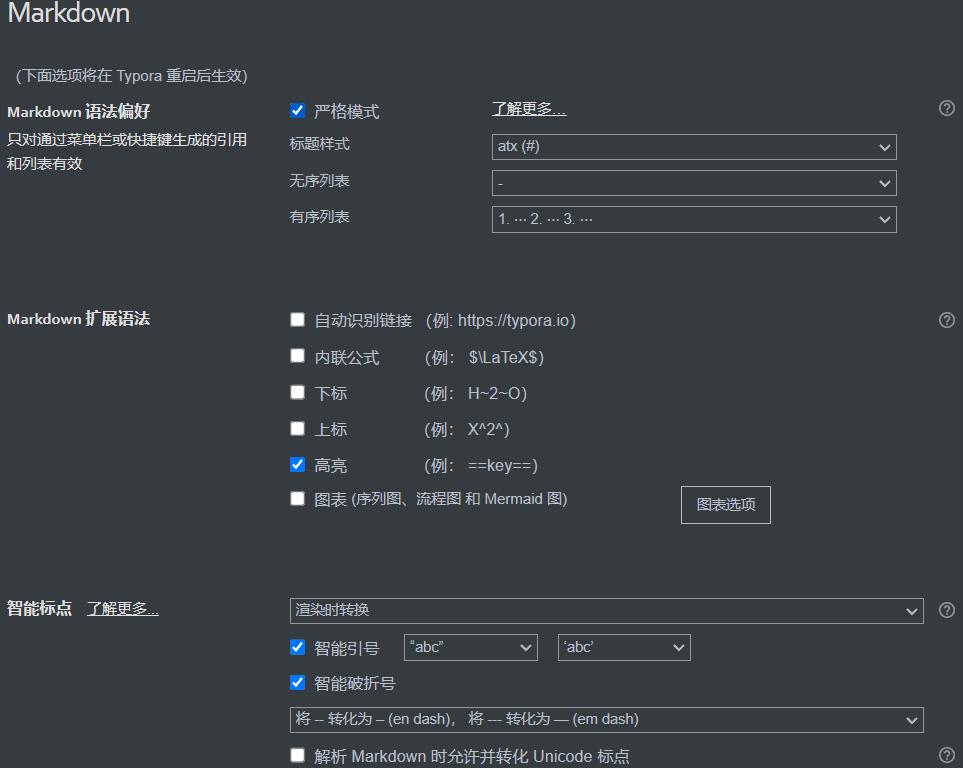 Markdown
(下面选项将在 Typora 重启后生效)
Markdown 语法偏好
严格模式
了解更多...
只对通过菜单栏或快捷键生成的引用
和列表有效
标题样式
atx (#)
无序列表
-
有序列表
1. ··· 2. ··· 3. ···
Markdown 扩展语法
自动识别链接 (例: https://typora.io)
内联公式 (例: $\LaTeX$)
下标 (例: H~2~O)
上标 (例: X^2^)
高亮 (例: ==key==)
图表 (序列图、流程图 和 Mermaid 图)
图表选项
智能标点 了解更多...
渲染时转换
智能引号 “abc” ‘abc’
智能破折号
将 -- 转化为 – (en dash)， 将 --- 转化为 — (em dash)
解析 Markdown 时允许并转化 Unicode 标点